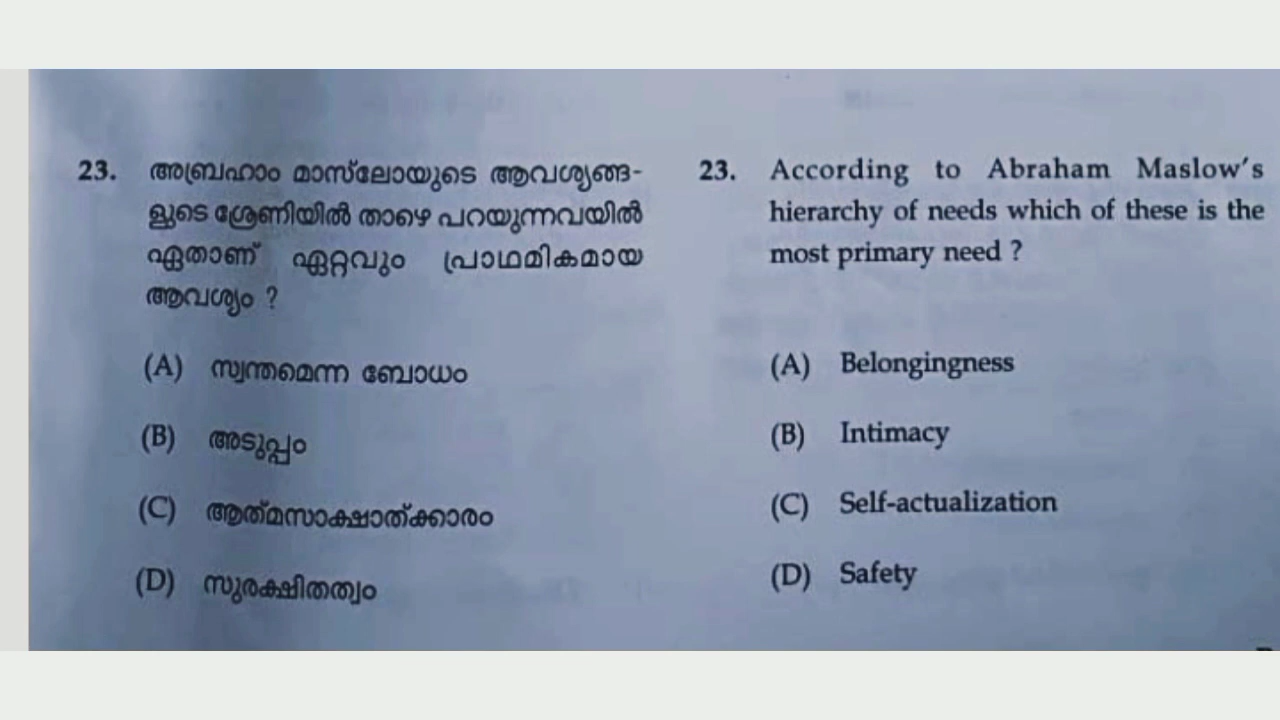 23. അബ്രഹാം മാസ്ലോയുടെ ആവശ്യങ്ങ-
ളുടെ ശ്രേണിയിൽ താഴെ പറയുന്നവയിൽ
ഏതാണ് ഏറ്റവും പ്രാഥമികമായ
ആവശ്യം ?
(A) സ്വന്തമെന്ന ബോധം
(B) അടുപ്പം
(C) ആത്മസാക്ഷാത്ക്കാരം
(D) സുരക്ഷിതത്വം
23. According to Abraham Maslow's
hierarchy of needs which of these is the
most primary need ?
(A) Belongingness
(B) Intimacy
(C) Self-actualization
(D) Safety